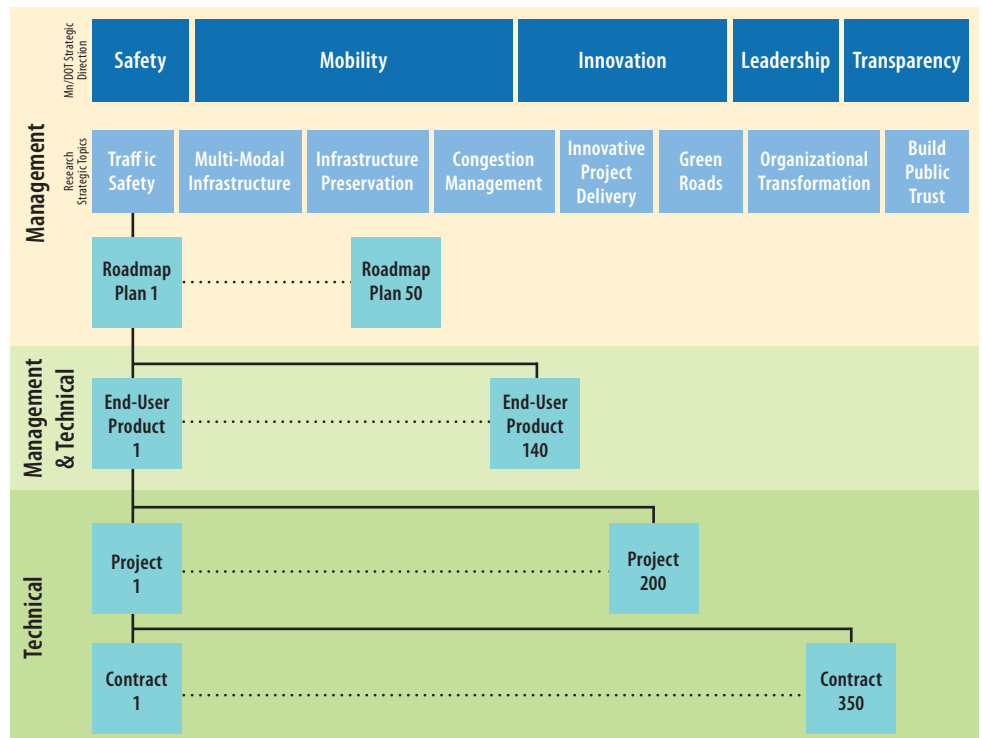 Mn/DOT Strategic
Direction
Safety
Mobility
Innovation
Leadership
Transparency
Management
Research
Strategic Topics
Traffic
Safety
Multi-Modal
Infrastructure
Infrastructure
Preservation
Congestion
Management
Innovative
Project
Delivery
Green
Roads
Organizational
Transformation
Build
Public
Trust
Roadmap
Plan 1
Roadmap
Plan 50
Management
& Technical
End-User
Product
1
End-User
Product
140
Technical
Project
1
Project
200
Contract
1
Contract
350